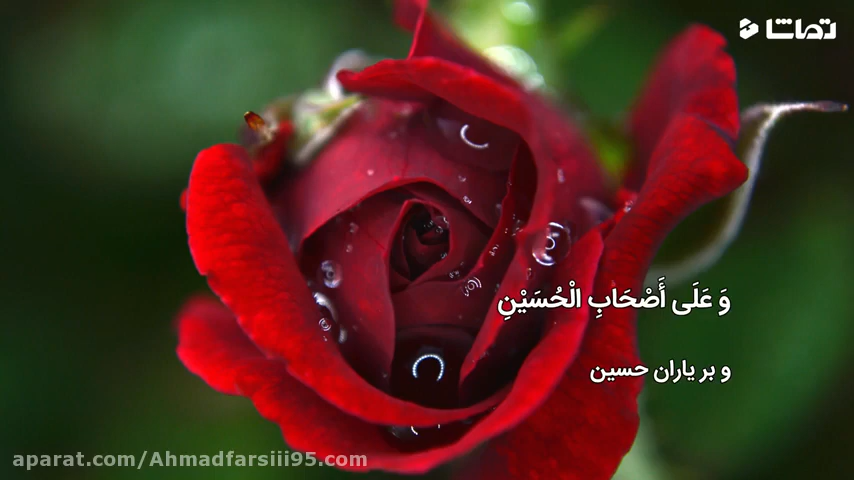 تماشا
وَ عَلَى أَصْحَابِ الْحُسَيْنِ
و بر یاران حسین
aparat.com/Ahmadfarsiii95.com